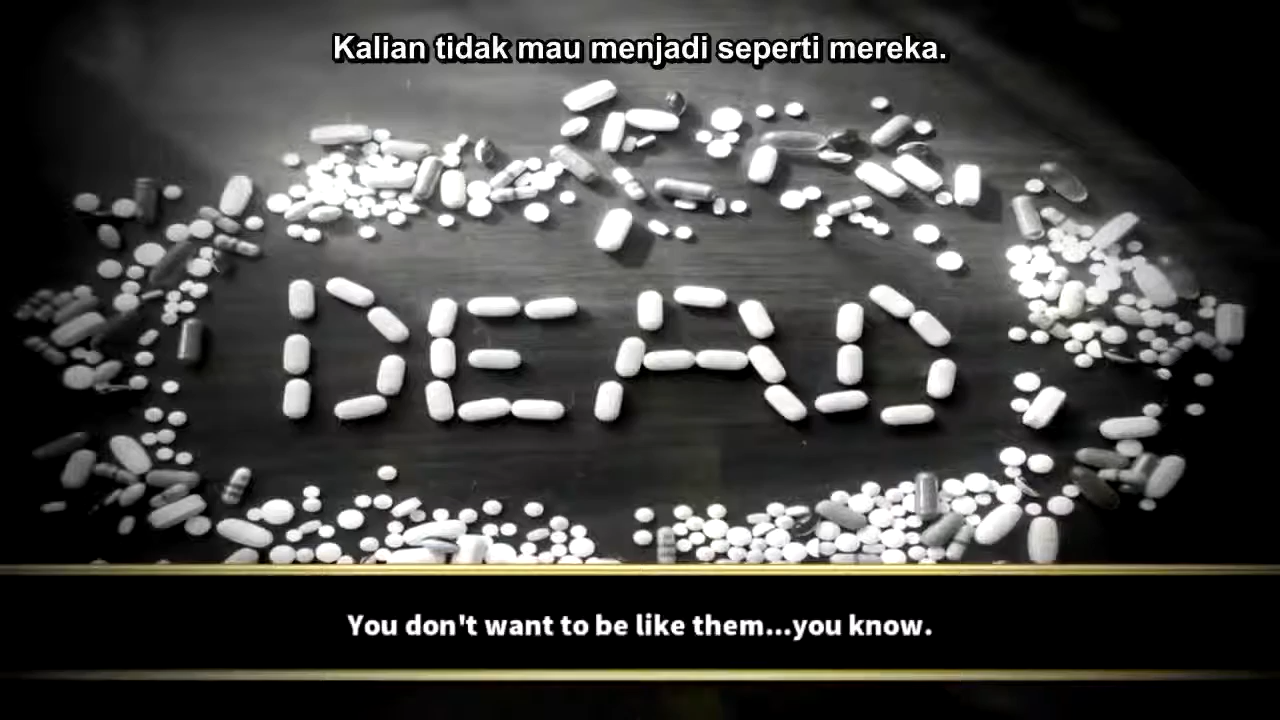 Kalian tidak mau menjadi seperti mereka.
DEAD
You don't want to be like them...you know.